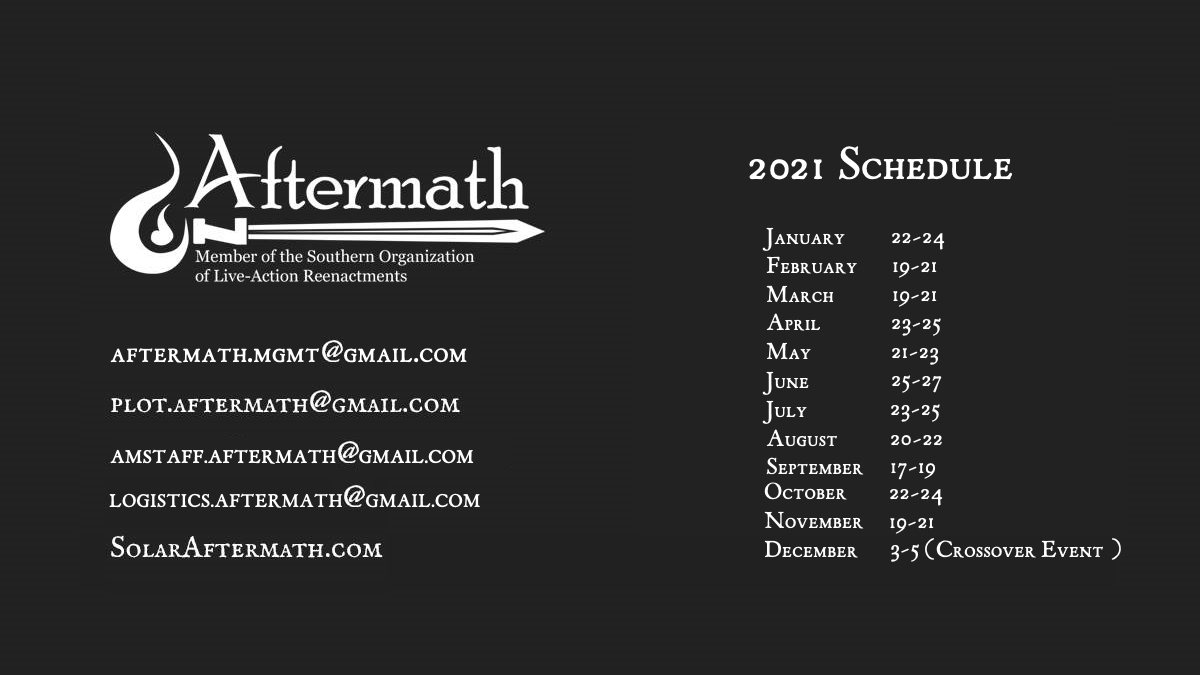 Aftermath
Member of the Southern Organization
of Live-Action Reenactments
aftermath.mgmt@gmail.com
plot.aftermath@gmail.com
amstaff.aftermath@gmail.com
logistics.aftermath@gmail.com
SolarAftermath.com
2021 Schedule
January 22-24
February 19-21
March 19-21
April 23-25
May 21-23
June 25-27
July 23-25
August 20-22
September 17-19
October 22-24
November 19-21
December 3-5 (Crossover Event )